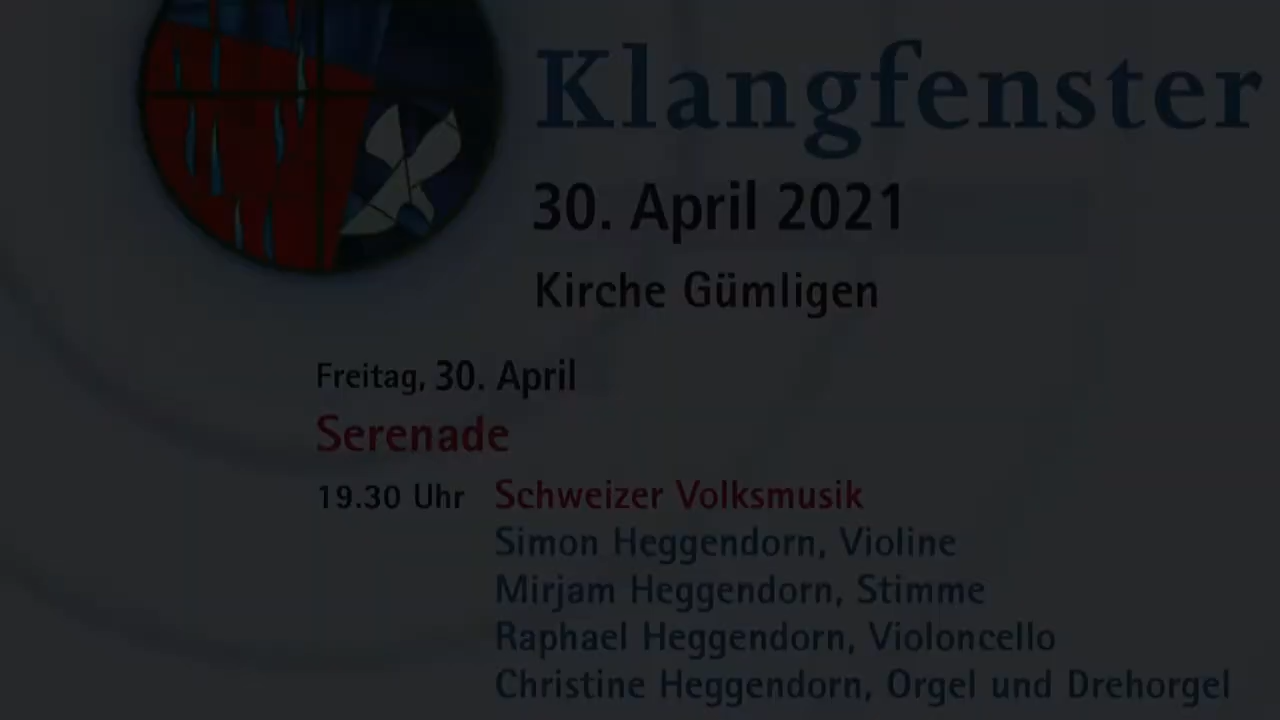 Klangfenster
30. April 2021
Kirche Gümligen
Freitag, 30. April
Serenade
19.30 Uhr Schweizer Volksmusik
Simon Heggendorn, Violine
Mirjam Heggendorn, Stimme
Raphael Heggendorn, Violoncello
Christine Heggendorn, Orgel und Drehorgel